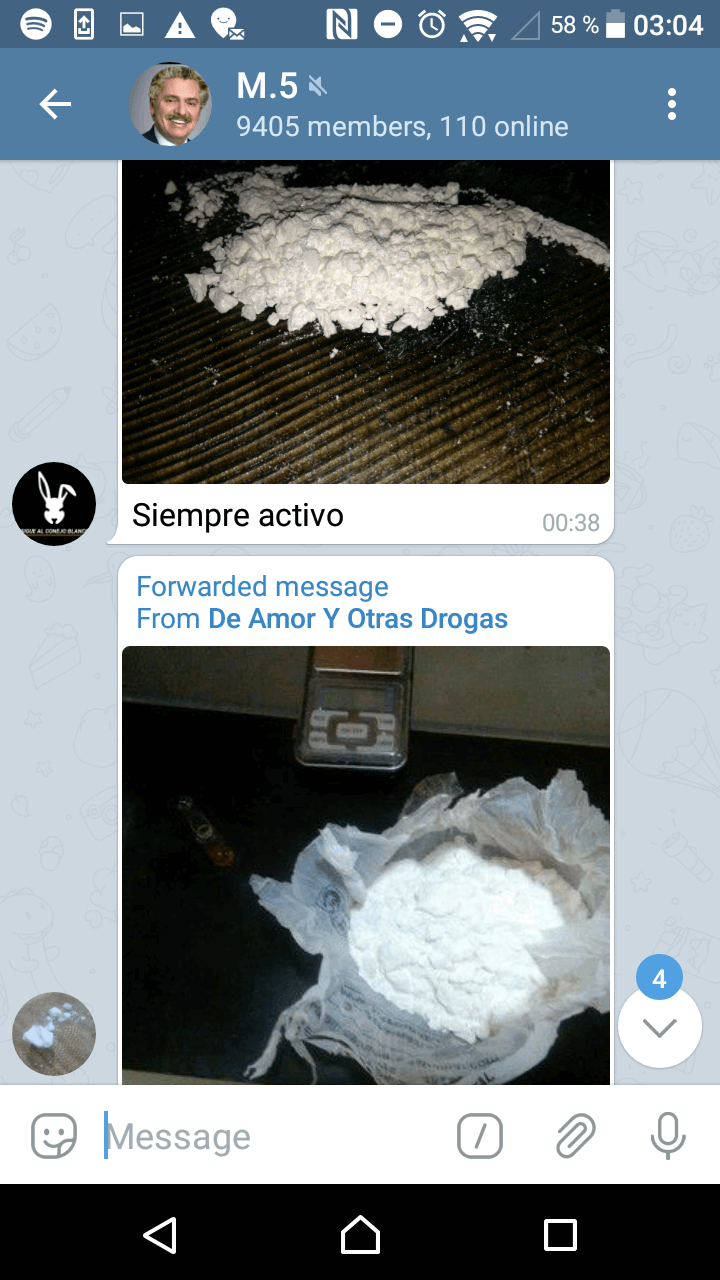 58 % 03:04
M.5
9405 members, 110 online
Siempre activo
00:38
SIGUE AL CONEJO BLANCO
Forwarded message
From De Amor Y Otras Drogas
4
Message